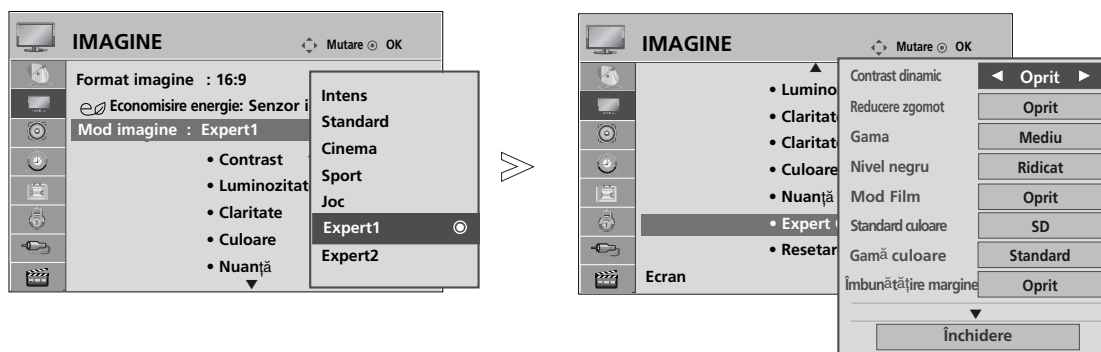 IMAGINE
Mutare OK
Format imagine : 16:9
Economisire energie: Senzor i
Mod imagine : Expert1
• Contrast
• Luminozitat
• Claritate
• Culoare
• Nuanță
▼
Intens
Standard
Cinema
Sport
Joc
Expert1
Expert2
IMAGINE
Mutare OK
▲
• Lumino
• Claritat
• Claritat
• Culoare
• Nuanță
• Expert
• Resetar
Ecran
Contrast dinamic ◄ Oprit ►
Reducere zgomot Oprit
Gama Mediu
Nivel negru Ridicat
Mod Film Oprit
Standard culoare SD
Gamă culoare Standard
Îmbunătățire margine Oprit
▼
Închidere